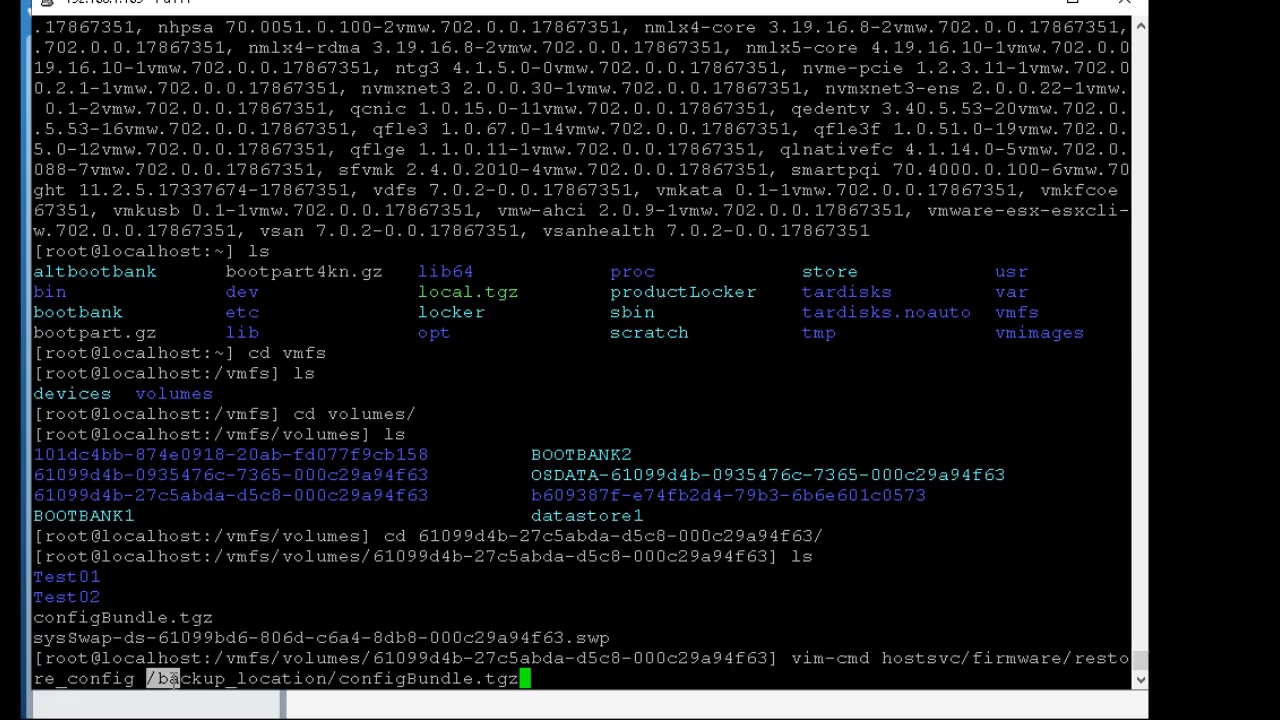 .17867351, nhpsa 70.0051.0.100-2vmw.702.0.0.17867351, nmlx4-core 3.19.16.8-2vmw.702.0.0.17867351,
.702.0.0.17867351, nmlx4-rdma 3.19.16.8-2vmw.702.0.0.17867351, nmlx5-core 4.19.16.10-1vmw.702.0.
19.16.10-1vmw.702.0.0.17867351, ntg3 4.1.5.0-0vmw.702.0.0.17867351, nvme-pcie 1.2.3.11-1vmw.702.0
0.2.1-1vmw.702.0.0.17867351, nvmxnet3 2.0.0.30-1vmw.702.0.0.17867351, nvmxnet3-ens 2.0.0.22-1vmw.
0.1-2vmw.702.0.0.17867351, qcnic 1.0.15.0-11vmw.702.0.0.17867351, qedentv 3.40.5.53-20vmw.702.0.
.5.53-16vmw.702.0.0.17867351, qfle3 1.0.67.0-14vmw.702.0.0.17867351, qfle3f 1.0.51.0-19vmw.702.0.
5.0-12vmw.702.0.0.17867351, qflge 1.1.0.11-1vmw.702.0.0.17867351, qlnativefc 4.1.14.0-5vmw.702.0.
088-7vmw.702.0.0.17867351, sfvmk 2.4.0.2010-4vmw.702.0.0.17867351, smartpqi 70.4000.0.100-6vmw.70
ght 11.2.5.17337674-17867351, vdfs 7.0.2-0.0.17867351, vmkata 0.1-1vmw.702.0.0.17867351, vmkfcoe
67351, vmkusb 0.1-1vmw.702.0.0.17867351, vmw-ahci 2.0.9-1vmw.702.0.0.17867351, vmware-esx-esxcli-
w.702.0.0.17867351, vsan 7.0.2-0.0.17867351, vsanhealth 7.0.2-0.0.17867351
[root@localhost:~] ls
altbootbank bootpart4kn.gz lib64 proc store usr
bin dev local.tgz productLocker tardisks var
bootbank etc locker sbin tardisks.noauto vmfs
bootpart.gz lib opt scratch tmp vmimages
[root@localhost:~] cd vmfs
[root@localhost:/vmfs] ls
devices volumes
[root@localhost:/vmfs] cd volumes/
[root@localhost:/vmfs/volumes] ls
101dc4bb-874e0918-20ab-fd077f9cb158 BOOTBANK2
61099d4b-0935476c-7365-000c29a94f63 OSDATA-61099d4b-0935476c-7365-000c29a94f63
61099d4b-27c5abda-d5c8-000c29a94f63 b609387f-e74fb2d4-79b3-6b6e601c0573
BOOTBANK1 datastore1
[root@localhost:/vmfs/volumes] cd 61099d4b-27c5abda-d5c8-000c29a94f63/
[root@localhost:/vmfs/volumes/61099d4b-27c5abda-d5c8-000c29a94f63] ls
Test01
Test02
configBundle.tgz
sysSwap-ds-61099bd6-806d-c6a4-8db8-000c29a94f63.swp
[root@localhost:/vmfs/volumes/61099d4b-27c5abda-d5c8-000c29a94f63] vim-cmd hostsvc/firmware/resto
re_config /backup_location/configBundle.tgz